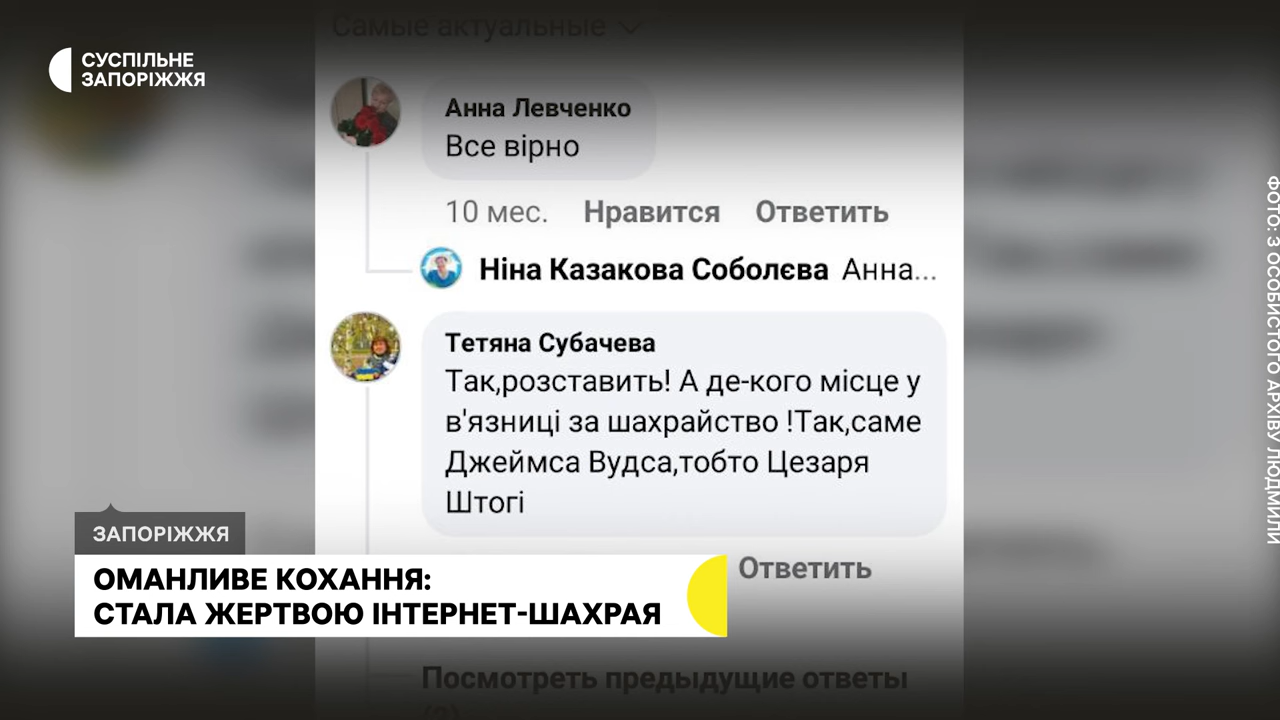 СУСПІЛЬНЕ
ЗАПОРІЖЖЯ
Самые актуальные
Анна Левченко
Все вірно
10 мес. Нравится Ответить
Ніна Казакова Соболєва Анна...
Тетяна Субачева
Так,розставить! А де-кого місце у
в'язниці за шахрайство !Так,саме
Джеймса Вудса,тобто Цезаря
Штогі
Ответить
Посмотреть предыдущие ответы
ЗАПОРІЖЖЯ
ОМАНЛИВЕ КОХАННЯ:
СТАЛА ЖЕРТВОЮ ІНТЕРНЕТ-ШАХРАЯ
ФОТО: З ОСОБИСТОГО АРХІВУ ЛЮДМИЛИ